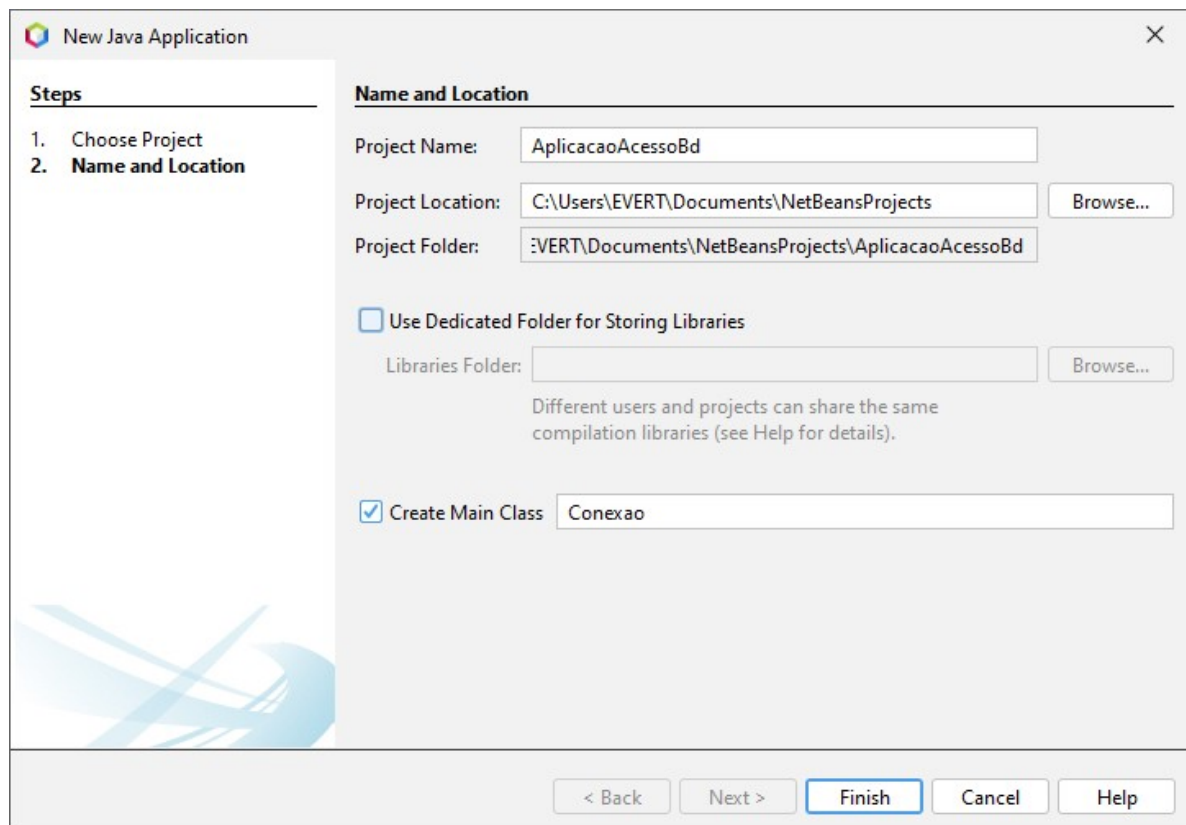 New Java Application
Steps
1. Choose Project
2. Name and Location
Name and Location
Project Name: AplicacaoAcessoBd
Project Location: C:\Users\EVERT\Documents\NetBeansProjects Browse...
Project Folder: EVERT\Documents\NetBeansProjects\AplicacaoAcessoBd
Use Dedicated Folder for Storing Libraries
Libraries Folder: Browse...
Different users and projects can share the same
compilation libraries (see Help for details).
Create Main Class Conexao
< Back Next > Finish Cancel Help